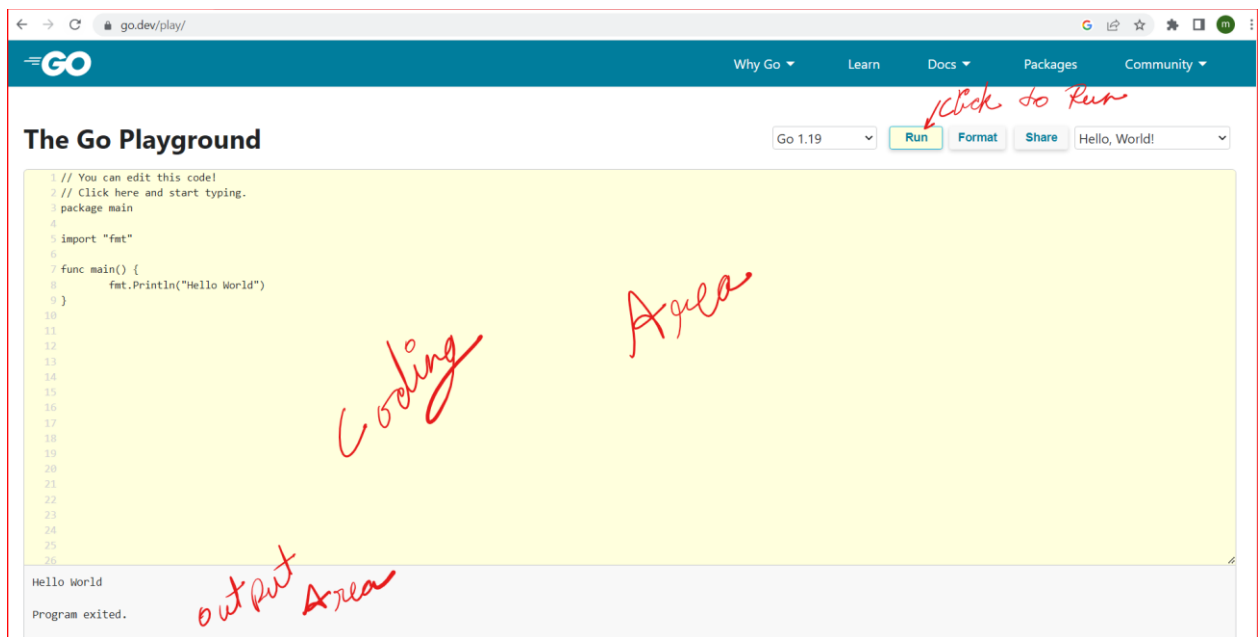 go.dev/play/
G
m
GO
Why Go Learn Docs Packages Community
Click to Run
The Go Playground
Go 1.19 Run Format Share Hello, World!
1 // You can edit this code!
2 // Click here and start typing.
3 package main
4
5 import "fmt"
6
7 func main() {
8 fmt.Println("Hello World")
9 }
10
11
12
13
14
15
16
17
18
19
20
21
22
23
24
25
26
Coding Area
Hello World
Program exited.
output Area